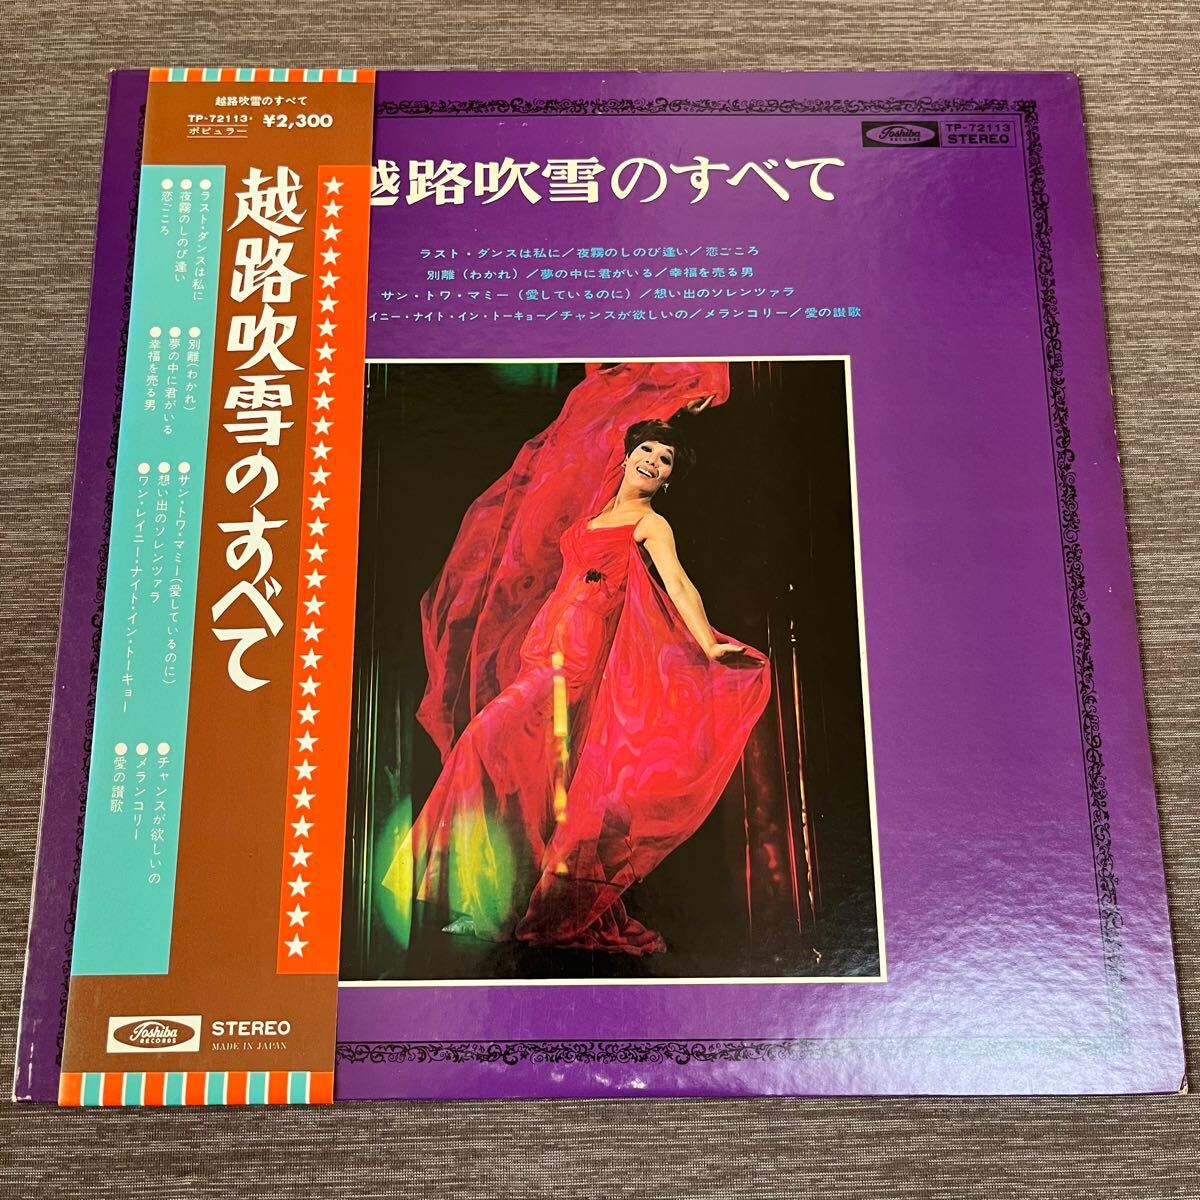 越路吹雪のすべて
TP-72113 ¥2,300
ポピュラー
越路吹雪のすべて
●ラスト・ダンスは私に
●夜霧のしのび逢い
●恋ごころ
●別離(わかれ)
●夢の中に君がいる
●幸福を売る男
●サン・トワ・マミー(愛しているのに)
●想い出のソレンツァラ
●ワン・レイニー・ナイト・イン・トーキョー
●チャンスが欲しいの
●メランコリー
●愛の讃歌
Toshiba
RECORDS
STEREO
MADE IN JAPAN
Toshiba
RECORDS
TP-72113
STEREO
越路吹雪のすべて
ラスト・ダンスは私に/夜霧のしのび逢い/恋ごころ
別離(わかれ)/夢の中に君がいる/幸福を売る男
サン・トワ・マミー(愛しているのに)/想い出のソレンツァラ
イニー・ナイト・イン・トーキョー/チャンスが欲しいの/メランコリー/愛の讃歌